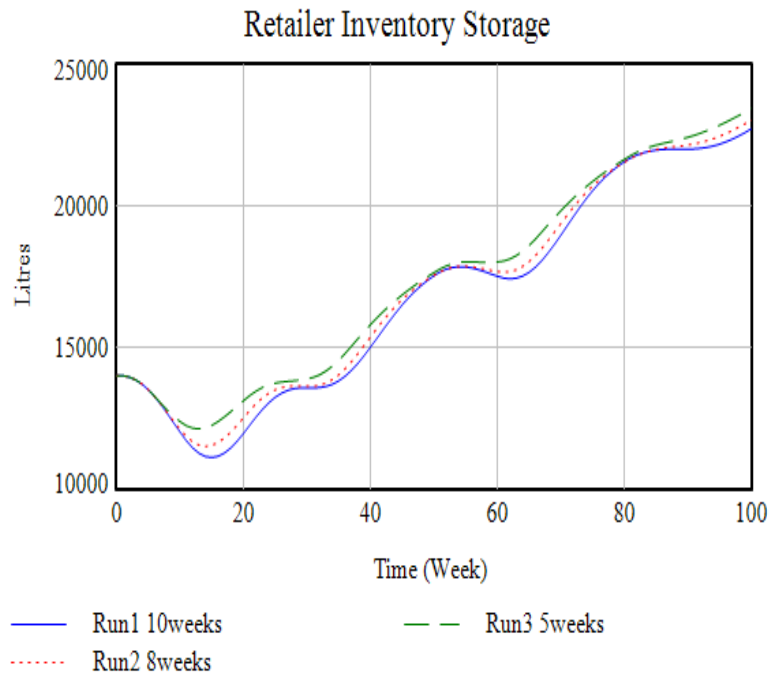 Retailer Inventory Storage
25000
20000
15000
10000
Litres
0 20 40 60 80 100
Time (Week)
Run1 10weeks
Run2 8weeks
Run3 5weeks